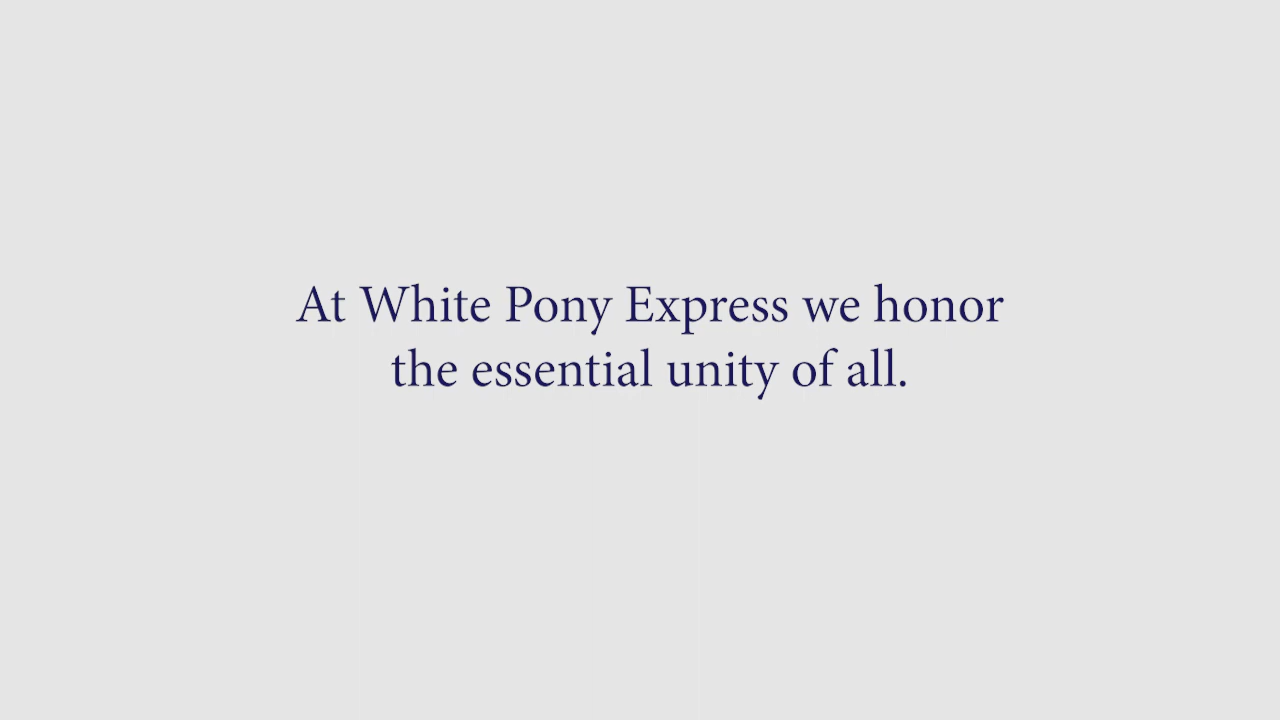 At White Pony Express we honor
the essential unity of all.